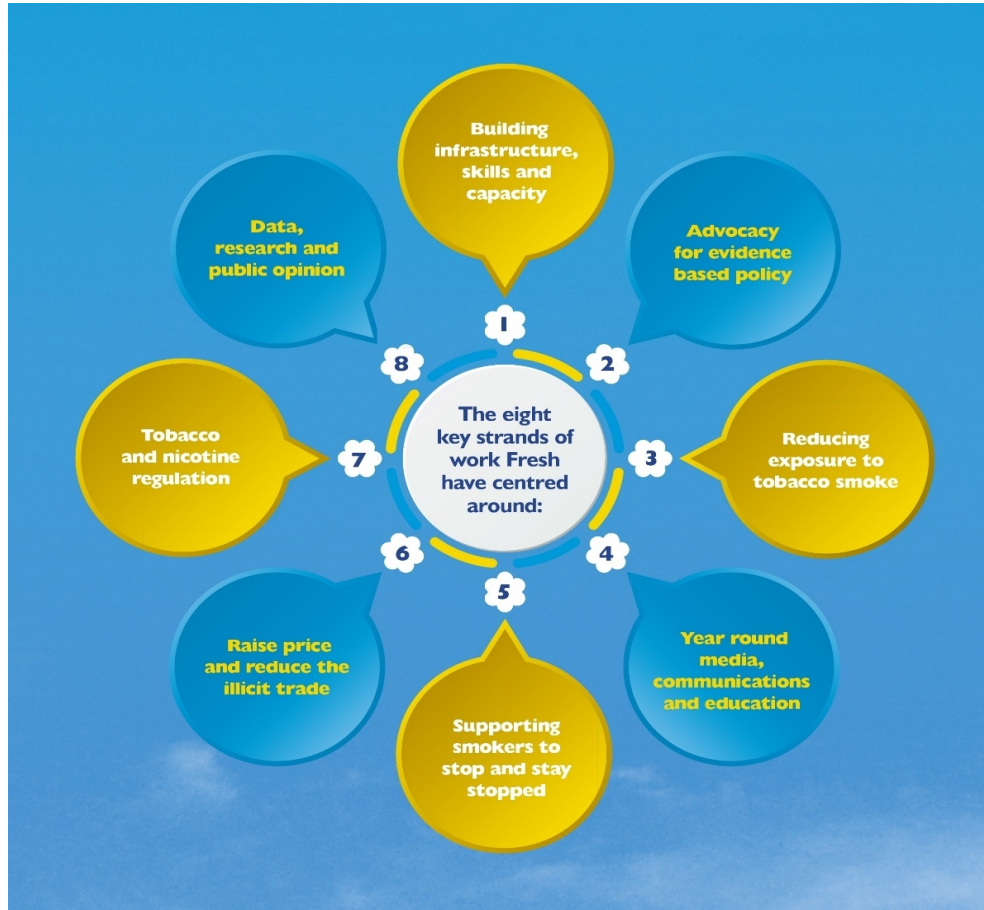 The eight
key strands of
work Fresh
have centred
around:
1
Building
infrastructure,
skills and
capacity
2
Advocacy
for evidence
based policy
3
Reducing
exposure to
tobacco smoke
4
Year round
media,
communications
and education
5
Supporting
smokers to
stop and stay
stopped
6
Raise price
and reduce the
illicit trade
7
Tobacco
and nicotine
regulation
8
Data,
research and
public opinion